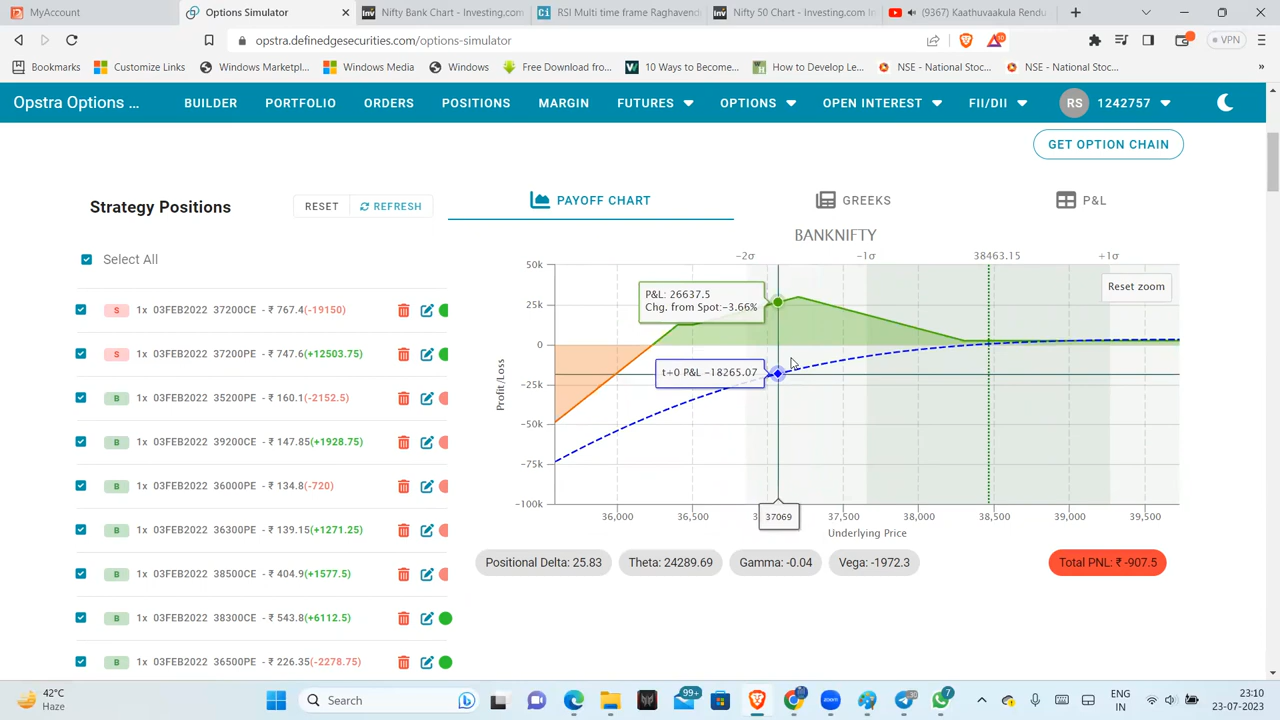 MyAccount
Options Simulator
Nifty Bank Chart - Investing.com
RSI Multi time frame Raghavend
Nifty 50 Chart - Investing.com In
(9367) Kaathuvaakula Rendu
opstra.definedgesecurities.com/options-simulator
VPN
Bookmarks
Customize Links
Windows Marketpl...
Windows Media
Windows
Free Download fro...
10 Ways to Become...
How to Develop Le...
NSE - National Stoc...
NSE - National Stoc...
Opstra Options ...
BUILDER
PORTFOLIO
ORDERS
POSITIONS
MARGIN
FUTURES
OPTIONS
OPEN INTEREST
FII/DII
RS
1242757
GET OPTION CHAIN
Strategy Positions
RESET
REFRESH
PAYOFF CHART
GREEKS
P&L
Select All
S 1x 03FEB2022 37200CE - ₹ 767.4(-19150)
S 1x 03FEB2022 37200PE - ₹ 747.6(+12503.75)
B 1x 03FEB2022 35200PE - ₹ 160.1(-2152.5)
B 1x 03FEB2022 39200CE - ₹ 147.85(+1928.75)
B 1x 03FEB2022 36000PE - ₹ 134.8(-720)
B 1x 03FEB2022 36300PE - ₹ 139.15(+1271.25)
B 1x 03FEB2022 38500CE - ₹ 404.9(+1577.5)
B 1x 03FEB2022 38300CE - ₹ 543.8(+6112.5)
B 1x 03FEB2022 36500PE - ₹ 226.35(-2278.75)
BANKNIFTY
-2σ
-1σ
38463.15
+1σ
Reset zoom
50k
25k
0
-25k
-50k
-75k
-100k
Profit/Loss
P&L: 26637.5
Chg. from Spot:-3.66%
t+0 P&L -18265.07
36,000
36,500
37069
37,500
38,000
38,500
39,000
39,500
Underlying Price
Positional Delta: 25.83
Theta: 24289.69
Gamma: -0.04
Vega: -1972.3
Total PNL: ₹ -907.5
42°C
Haze
Search
99+
zoom
30
7
ENG
IN
23:10
23-07-2023